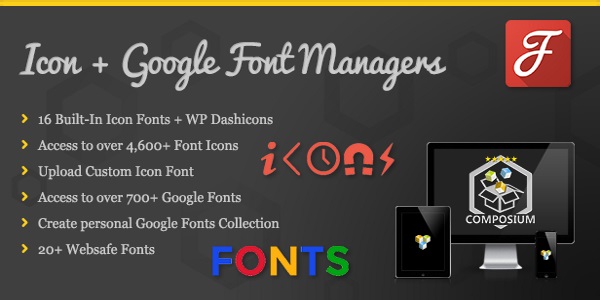 Icon + Google Font Managers
F
16 Built-In Icon Fonts + WP Dashicons
Access to over 4,600+ Font Icons
Upload Custom Icon Font
Access to over 700+ Google Fonts
Create personal Google Fonts Collection
20+ Websafe Fonts
i
FONTS
COMPOSIUM